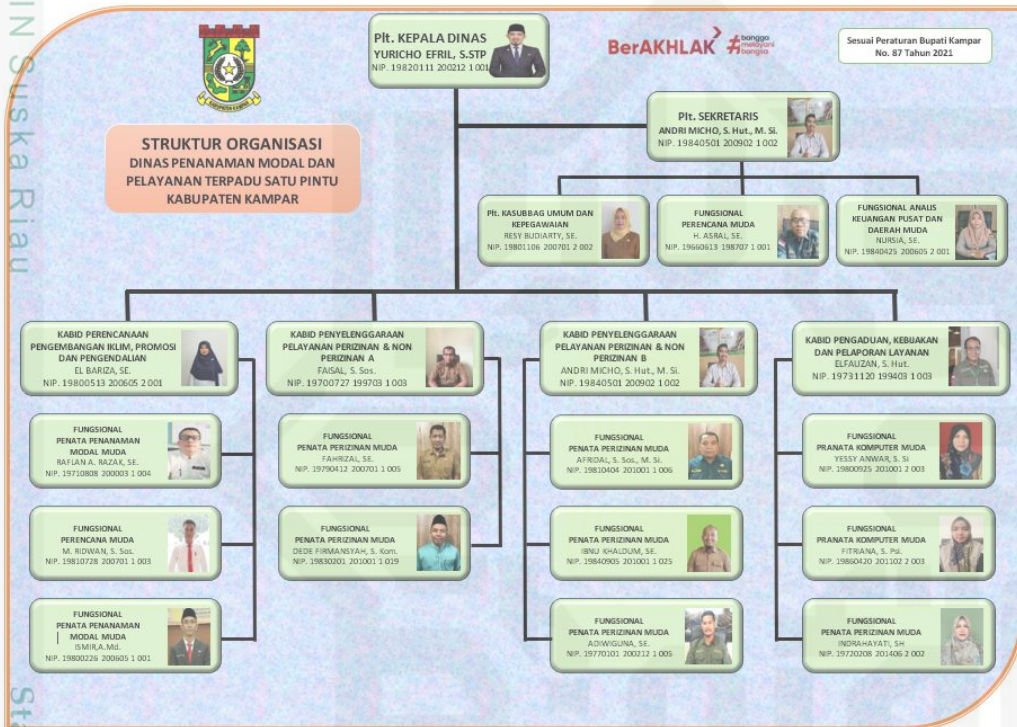 IN Suska Riau
Sta
KABUPATEN KAMPAR
Plt. KEPALA DINAS
YURICHO EFRIL, S.STP
NIP. 19820111 200212 1 001
BerAKHLAK
#bangga
melayani
bangsa
Sesuai Peraturan Bupati Kampar
No. 87 Tahun 2021
STRUKTUR ORGANISASI
DINAS PENANAMAN MODAL DAN
PELAYANAN TERPADU SATU PINTU
KABUPATEN KAMPAR
Plt. SEKRETARIS
ANDRI MICHO, S. Hut., M. Si.
NIP. 19840501 200902 1 002
Plt. KASUBBAG UMUM DAN
KEPEGAWAIAN
RESY BUDIARTY, SE.
NIP. 19801106 200701 2 002
FUNGSIONAL
PERENCANA MUDA
H. ASRAL, SE.
NIP. 19660613 198707 1 001
FUNGSIONAL ANALIS
KEUANGAN PUSAT DAN
DAERAH MUDA
NURSIA, SE.
NIP. 19840425 200605 2 001
KABID PERENCANAAN
PENGEMBANGAN IKLIM, PROMOSI
DAN PENGENDALIAN
EL BARIZA, SE.
NIP. 19800513 200605 2 001
KABID PENYELENGGARAAN
PELAYANAN PERIZINAN & NON
PERIZINAN A
FAISAL, S. Sos.
NIP. 19700727 199703 1 003
KABID PENYELENGGARAAN
PELAYANAN PERIZINAN & NON
PERIZINAN B
ANDRI MICHO, S. Hut., M. Si.
NIP. 19840501 200902 1 002
KABID PENGADUAN, KEBIJAKAN
DAN PELAPORAN LAYANAN
ELFAUZAN, S. Hut.
NIP. 19731120 199403 1 003
FUNGSIONAL
PENATA PENANAMAN
MODAL MUDA
RAFLAN A. RAZAK, SE.
NIP. 19710808 200003 1 004
FUNGSIONAL
PENATA PERIZINAN MUDA
FAHRIZAL, SE.
NIP. 19790412 200701 1 005
FUNGSIONAL
PENATA PERIZINAN MUDA
AFRIDAL, S. Sos., M. Si.
NIP. 19810404 201001 1 006
FUNGSIONAL
PRANATA KOMPUTER MUDA
YESSY ANWAR, S. Si
NIP. 19800925 201001 2 003
FUNGSIONAL
PERENCANA MUDA
M. RIDWAN, S. Sos.
NIP. 19810728 200701 1 003
FUNGSIONAL
PENATA PERIZINAN MUDA
DEDE FIRMANSYAH, S. Kom.
NIP. 19830201 201001 1 019
FUNGSIONAL
PENATA PERIZINAN MUDA
IBNU KHALDUM, SE.
NIP. 19840905 201001 1 025
FUNGSIONAL
PRANATA KOMPUTER MUDA
FITRIANA, S. Psi.
NIP. 19860420 201102 2 003
FUNGSIONAL
PENATA PENANAMAN
MODAL MUDA
ISMIR,A.Md.
NIP. 19800226 200605 1 001
FUNGSIONAL
PENATA PERIZINAN MUDA
ADIWIGUNA, SE.
NIP. 19770101 200212 1 005
FUNGSIONAL
PENATA PERIZINAN MUDA
INDRAHAYATI, SH
NIP. 19720208 201406 2 002